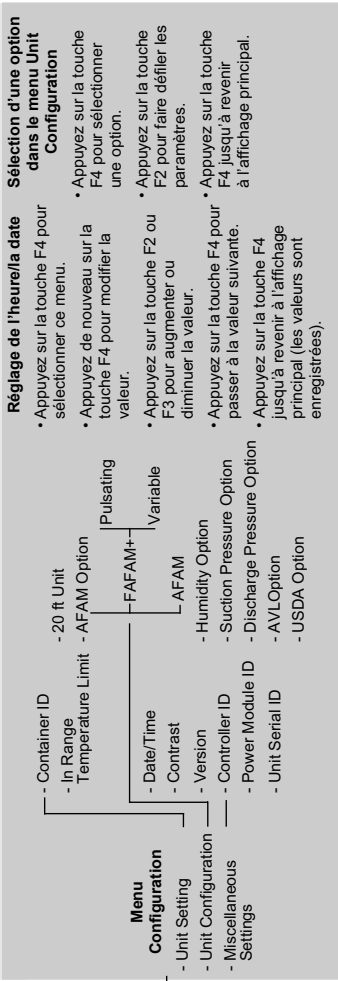 Menu
Configuration
- Unit Setting
- Unit Configuration
- Miscellaneous
Settings
- Container ID
- In Range
Temperature Limit
- Date/Time
- Contrast
- Version
- Controller ID
- Power Module ID
- Unit Serial ID
- 20 ft Unit
- AFAM Option
FAFAM+
AFAM
Pulsating
Variable
- Humidity Option
- Suction Pressure Option
- Discharge Pressure Option
- AVLOption
- USDA Option
Réglage de l'heure/la date
• Appuyez sur la touche F4 pour
sélectionner ce menu.
• Appuyez de nouveau sur la
touche F4 pour modifier la
valeur.
• Appuyez sur la touche F2 ou
F3 pour augmenter ou
diminuer la valeur.
• Appuyez sur la touche F4 pour
passer à la valeur suivante.
• Appuyez sur la touche F4
jusqu'à revenir à l'affichage
principal (les valeurs sont
enregistrées).
Sélection d'une option
dans le menu Unit
Configuration
• Appuyez sur la touche
F4 pour sélectionner
une option.
• Appuyez sur la touche
F2 pour faire défiler les
paramètres.
• Appuyez sur la touche
F4 jusqu'à revenir
à l'affichage principal.